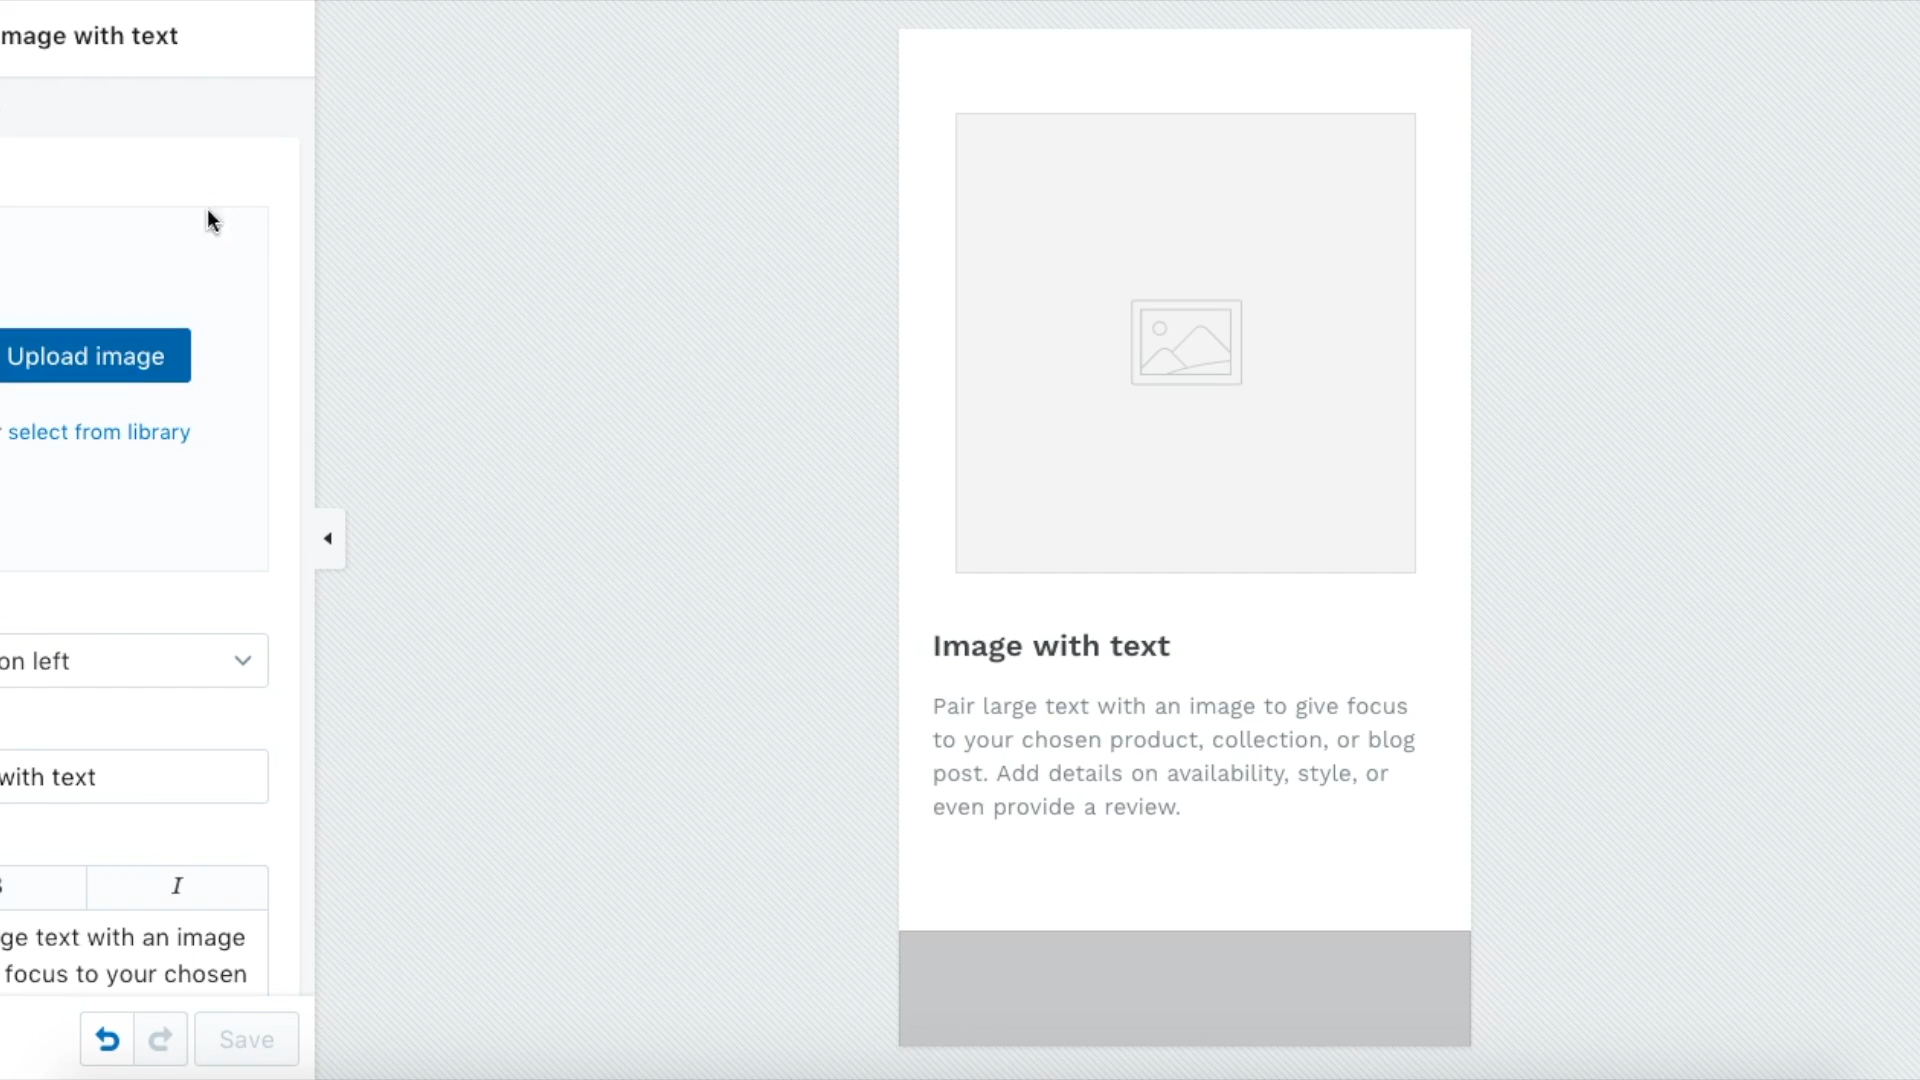 mage with text
Upload image
select from library
on left
with text
I
ge text with an image
focus to your chosen
Save
Image with text
Pair large text with an image to give focus
to your chosen product, collection, or blog
post. Add details on availability, style, or
even provide a review.